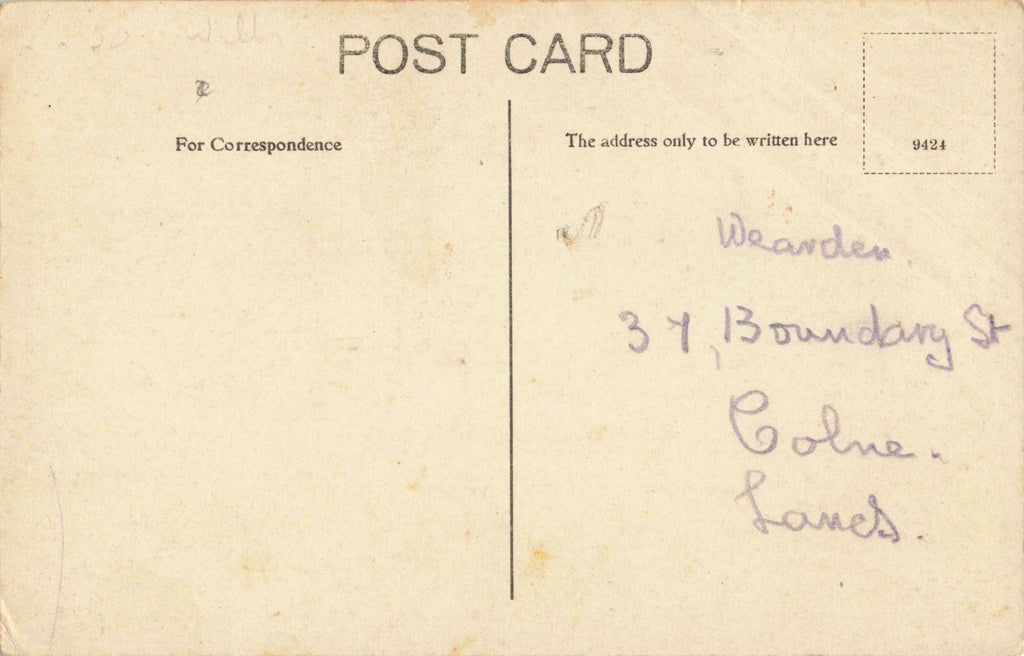 POST CARD
For Correspondence
The address only to be written here
9424
Wearden.
37, Boundary St
Colne.
Lancs.